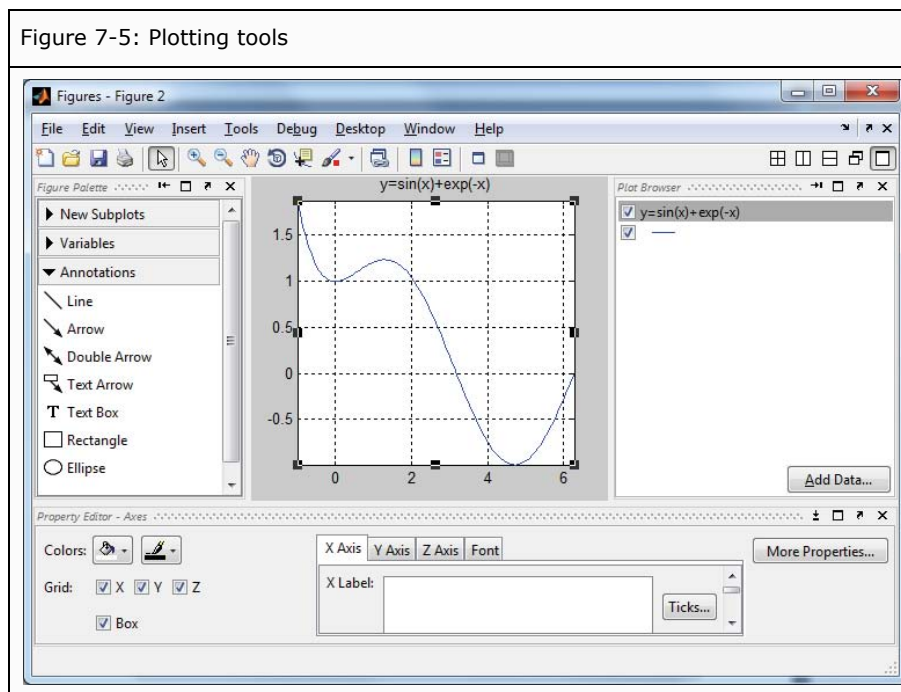 Figure 7-5: Plotting tools
Figures - Figure 2
File Edit View Insert Tools Debug Desktop Window Help
Figure Palette
New Subplots
Variables
Annotations
Line
Arrow
Double Arrow
Text Arrow
T Text Box
Rectangle
Ellipse
y=sin(x)+exp(-x)
1.5
1
0.5
0
-0.5
0 2 4 6
Plot Browser
y=sin(x)+exp(-x)
Add Data...
Property Editor - Axes
Colors:
Grid: X Y Z
Box
X Axis Y Axis Z Axis Font
X Label:
Ticks...
More Properties...